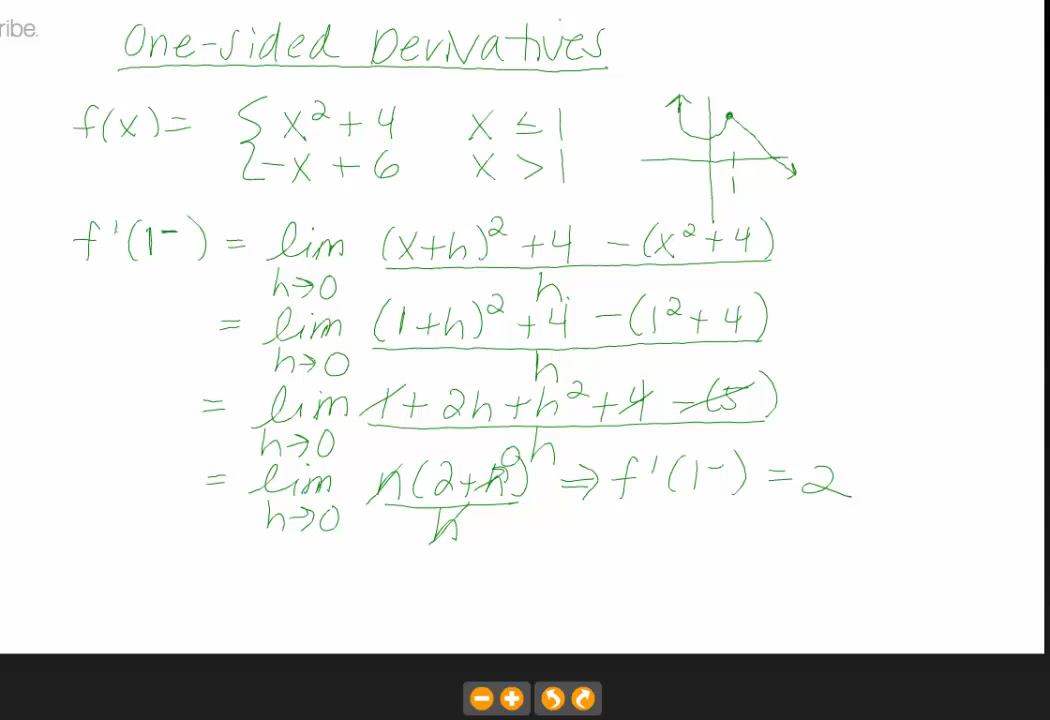 ribe.
One-sided Derivatives
f(x) = { x² + 4 x ≤ 1
{ -x + 6 x > 1
1
f'(1-) = lim h→0 (x+h)² + 4 - (x² + 4) / h
= lim h→0 (1+h)² + 4 - (1² + 4) / h
= lim h→0 1 + 2h + h² + 4 - (5) / h
= lim h→0 h(2+h) / h 0 ⇒ f'(1-) = 2